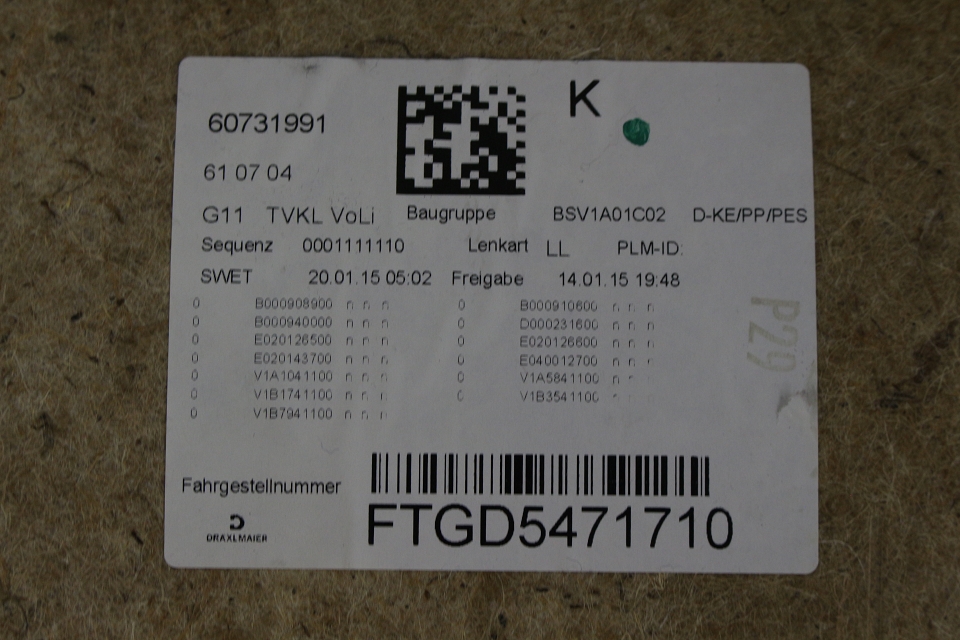 K
60731991
61 07 04
G11 TVKL VoLi Baugruppe BSV1A01C02 D-KE/PP/PES
Sequenz 0001111110 Lenkart LL PLM-ID:
SWET 20.01.15 05:02 Freigabe 14.01.15 19:48
0 B000908900 n n n 0 B000910600 n n n
0 B000940000 n n n 0 D000231600 n n n
0 E020126500 n n n 0 E020126600 n n n
0 E020143700 n n n 0 E040012700 n n n
0 V1A1041100 n n n 0 V1A5841100 n
0 V1B1741100 n n n 0 V1B3541100
0 V1B7941100 n n n
P29
Fahrgestellnummer
FTGD5471710
DRÄXLMAIER